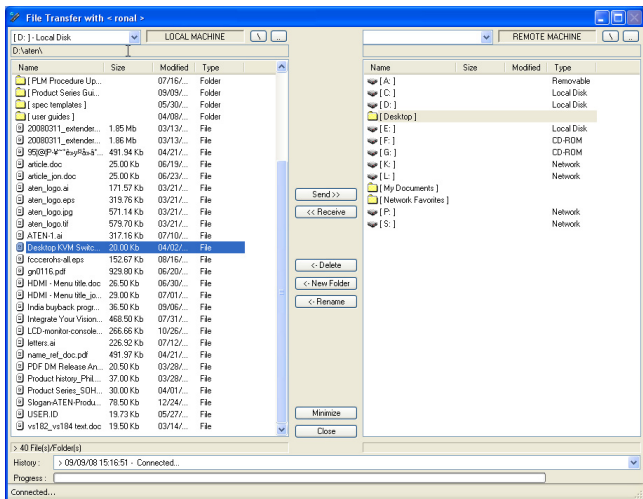 File Transfer with < ronal >
[ D: ] - Local Disk LOCAL MACHINE \ .. REMOTE MACHINE \ ..
D:\aten\
Name Size Modified Type
[ PLM Procedure Up... 07/16/... Folder
[ Product Series Gui... 09/09/... Folder
[ spec templates ] 05/30/... Folder
[ user guides ] 04/08/... Folder
20080311_extender... 1.85 Mb 03/13/... File
20080311_extender... 1.86 Mb 03/13/... File
491.94 Kb 04/21/... File
article.doc 25.00 Kb 06/19/... File
article_jon.doc 25.00 Kb 06/23/... File
aten_logo.ai 171.57 Kb 03/21/... File
aten_logo.eps 319.76 Kb 03/21/... File
aten_logo.jpg 571.14 Kb 03/21/... File
aten_logo.tif 579.70 Kb 03/21/... File
ATEN-1.ai 317.16 Kb 07/10/... File
Desktop KVM Switc... 20.00 Kb 04/02/... File
fcccerohs-all.eps 152.67 Kb 08/16/... File
gn0116.pdf 929.80 Kb 06/20/... File
HDMI - Menu title.doc 26.50 Kb 06/30/... File
HDMI - Menu title_jo... 29.00 Kb 07/01/... File
India buyback progr... 36.50 Kb 09/06/... File
Integrate Your Vision... 468.50 Kb 07/31/... File
LCD-monitor-console... 266.66 Kb 10/26/... File
letters.ai 226.92 Kb 07/12/... File
name_ref_doc.pdf 491.97 Kb 04/21/... File
PDF DM Release An... 20.50 Kb 03/28/... File
Product history_Phil... 37.00 Kb 03/28/... File
Product Series_SOH... 30.00 Kb 04/01/... File
Slogan-ATEN-Produ... 78.50 Kb 12/24/... File
USER.ID 19.73 Kb 05/27/... File
vs182_vs184 text.doc 19.50 Kb 03/14/... File
> 40 File(s)/Folder(s)
Send >>
<< Receive
<- Delete
<- New Folder
<- Rename
Minimize
Close
Name Size Modified Type
[ A: ] Removable
[ C: ] Local Disk
[ D: ] Local Disk
[ Desktop ]
[ E: ] Local Disk
[ F: ] CD-ROM
[ G: ] CD-ROM
[ K: ] Network
[ L: ] Network
[ My Documents ]
[ Network Favorites ]
[ P: ] Network
[ S: ] Network
History : > 09/09/08 15:16:51 - Connected...
Progress :
Connected...